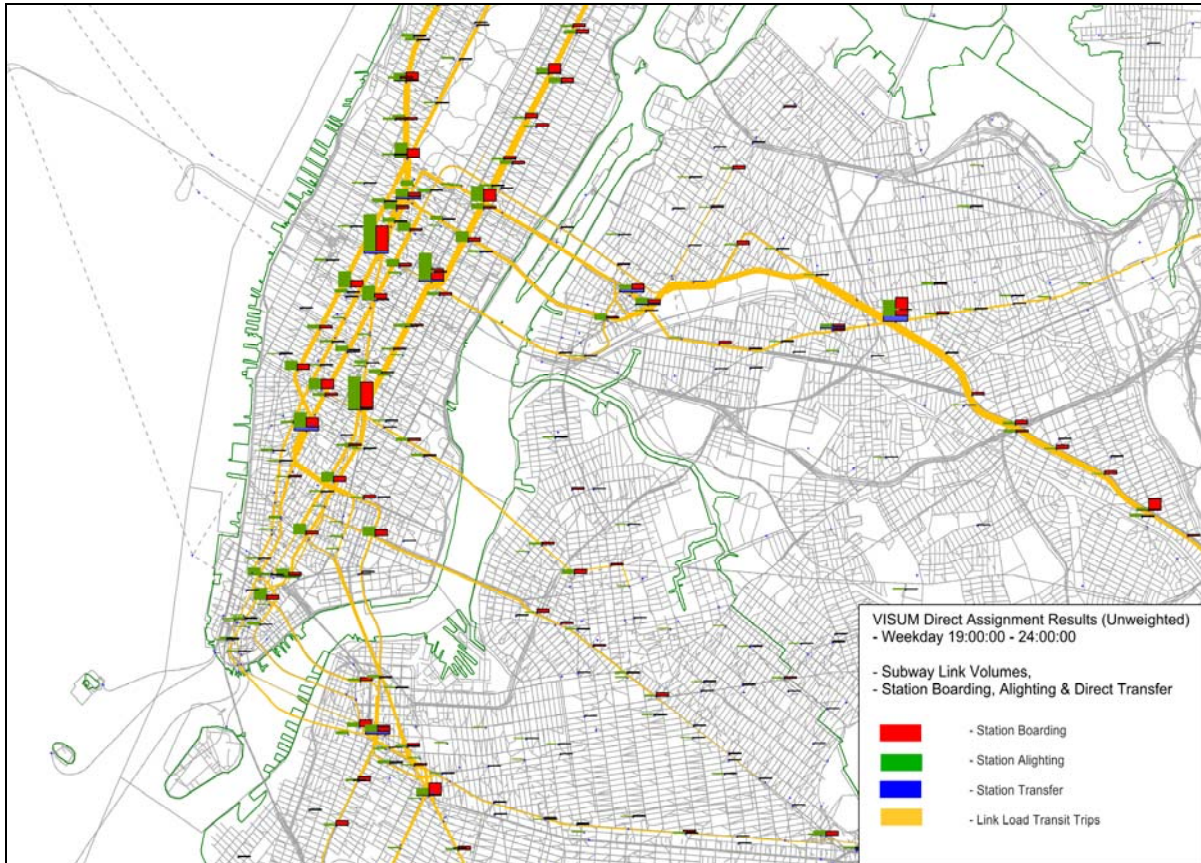 VISUM Direct Assignment Results (Unweighted)
- Weekday 19:00:00 - 24:00:00
- Subway Link Volumes,
- Station Boarding, Alighting & Direct Transfer
- Station Boarding
- Station Alighting
- Station Transfer
- Link Load Transit Trips